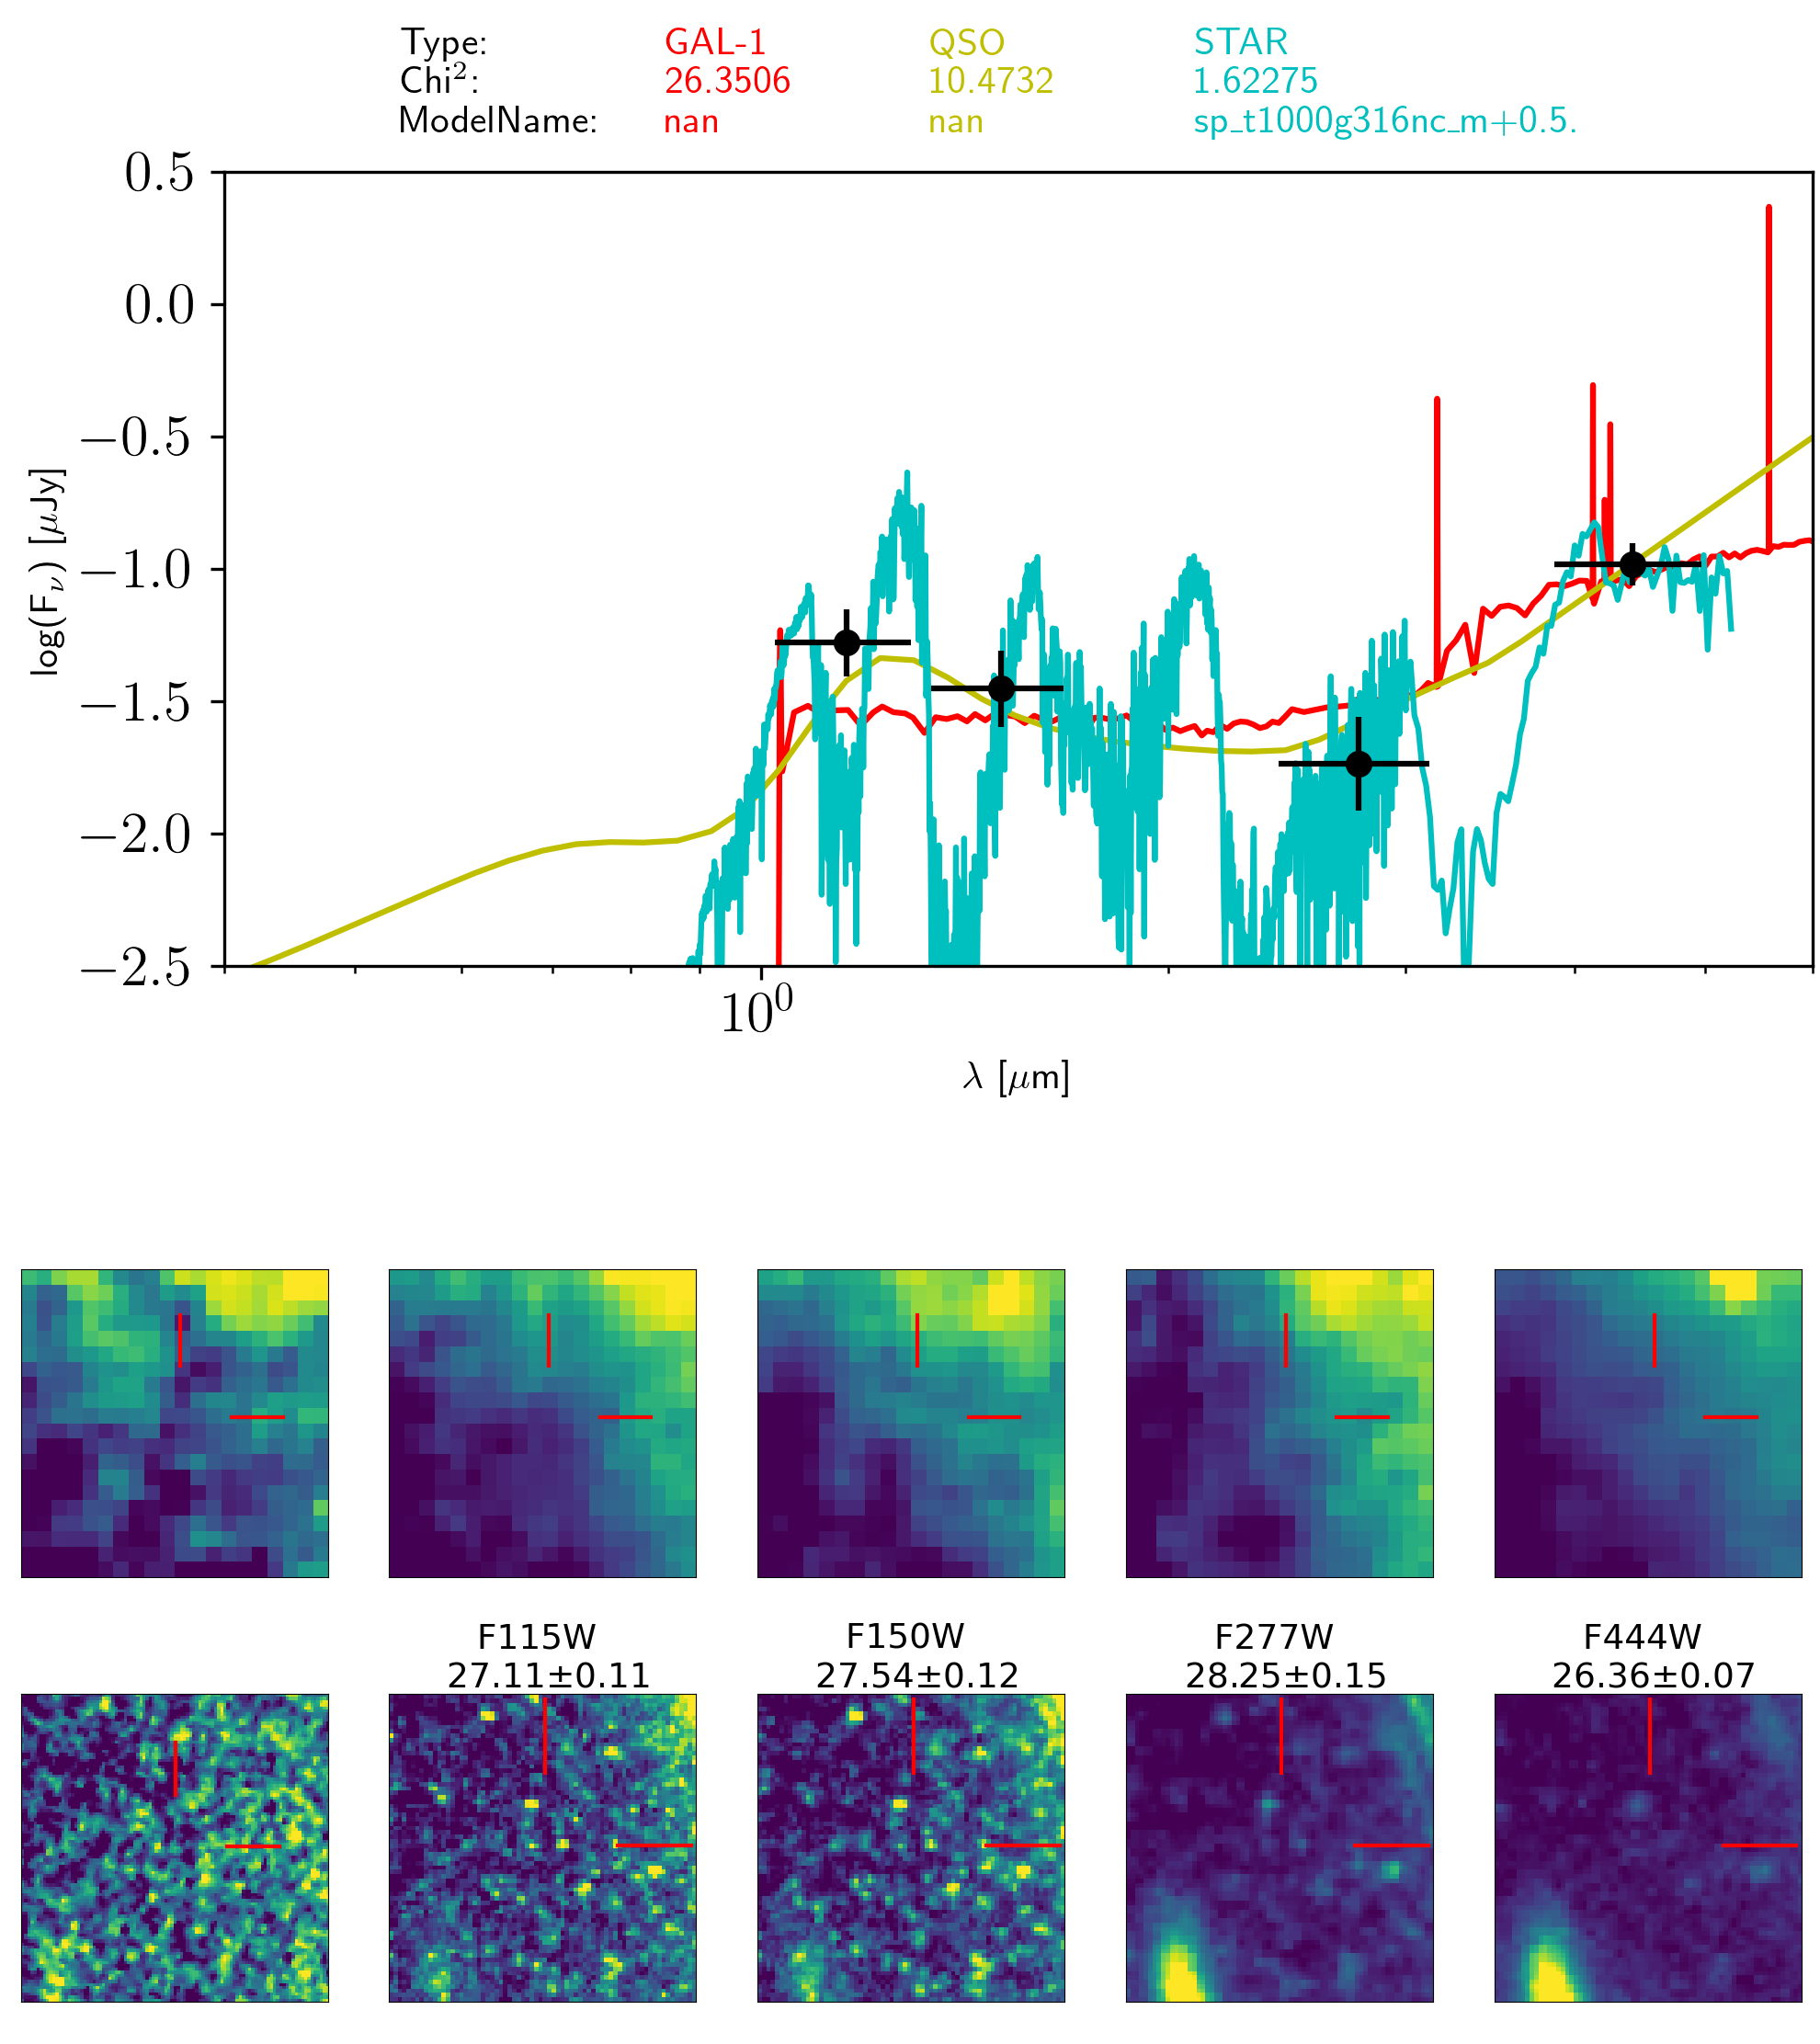 Type: GAL-1 QSO STAR
Chi²: 26.3506 10.4732 1.62275
ModelName: nan nan sp_t1000g316nc_m+0.5.
0.5
0.0
−0.5
−1.0
−1.5
−2.0
−2.5
log(Fν) [μJy]
10⁰
λ [μm]
F115W F150W F277W F444W
27.11±0.11 27.54±0.12 28.25±0.15 26.36±0.07